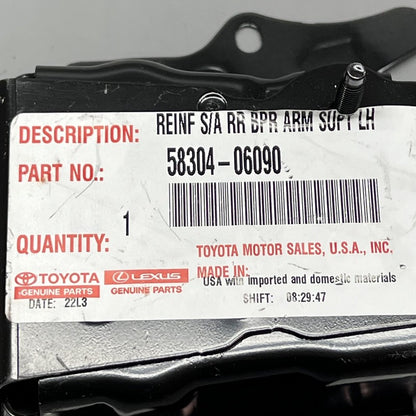 DESCRIPTION: REINF S/A RR BPR ARM SUPT LH
PART NO.: 58304-06090
QUANTITY: 1
TOYOTA MOTOR SALES, U.S.A., INC.
MADE IN:
USA with imported and domestic materials
TOYOTA GENUINE PARTS
LEXUS GENUINE PARTS
DATE: 22L3
SHIFT: 08:29:47